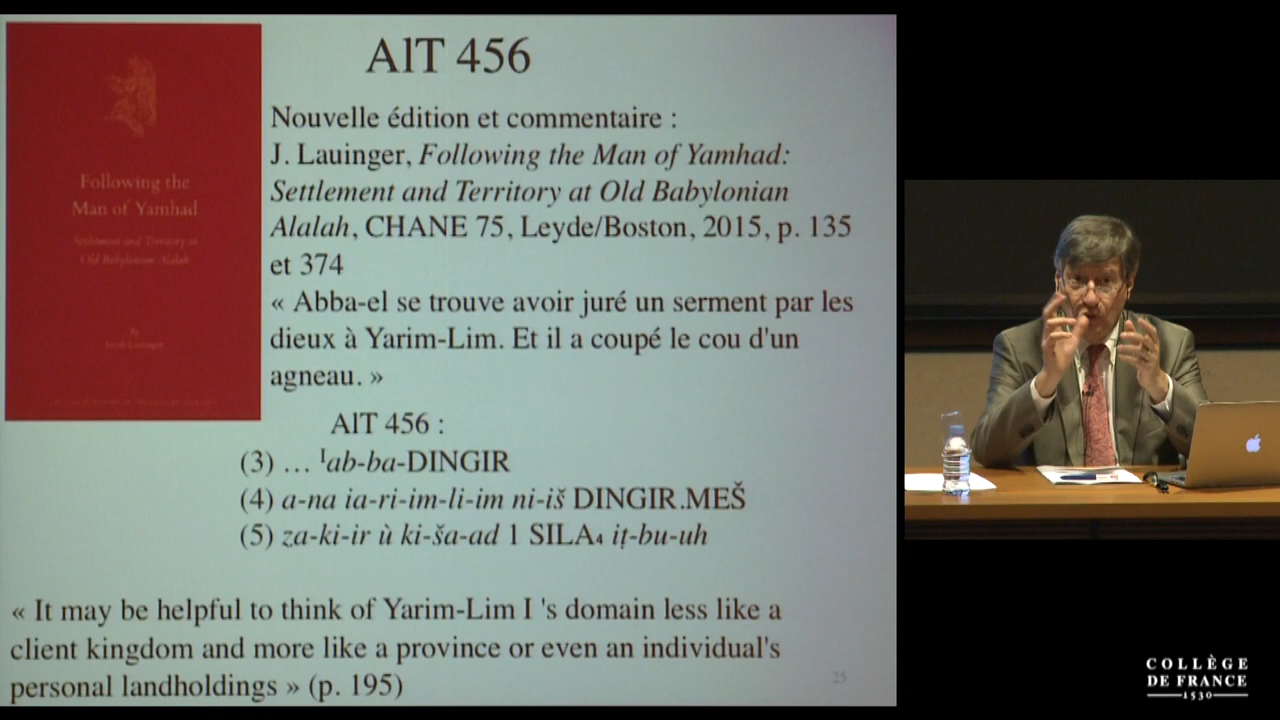 AlT 456
Following the
Man of Yamhad
Settlement and Territory at
Old Babylonian Alalah
By
Jacob Lauinger
Nouvelle édition et commentaire :
J. Lauinger, Following the Man of Yamhad:
Settlement and Territory at Old Babylonian
Alalah, CHANE 75, Leyde/Boston, 2015, p. 135
et 374
« Abba-el se trouve avoir juré un serment par les
dieux à Yarim-Lim. Et il a coupé le cou d'un
agneau. »
AlT 456 :
(3) … ᴵab-ba-DINGIR
(4) a-na ia-ri-im-li-im ni-iš DINGIR.MEŠ
(5) za-ki-ir ù ki-ša-ad 1 SILA₄ iṭ-bu-uh
« It may be helpful to think of Yarim-Lim I 's domain less like a
client kingdom and more like a province or even an individual's
personal landholdings » (p. 195)
25
COLLÈGE
DE FRANCE
1530